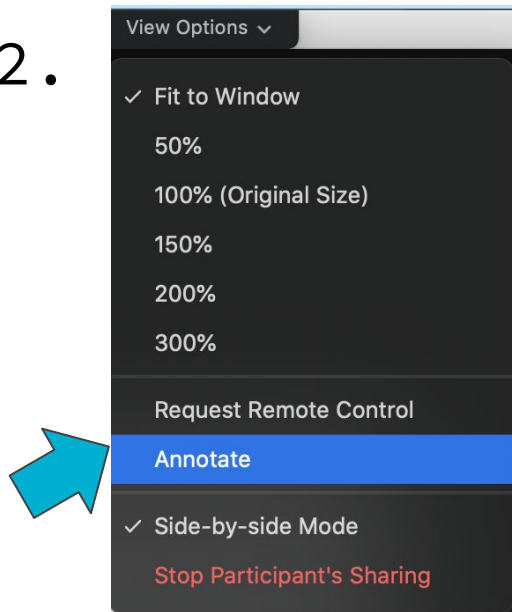 2.
View Options
Fit to Window
50%
100% (Original Size)
150%
200%
300%
Request Remote Control
Annotate
Side-by-side Mode
Stop Participant's Sharing